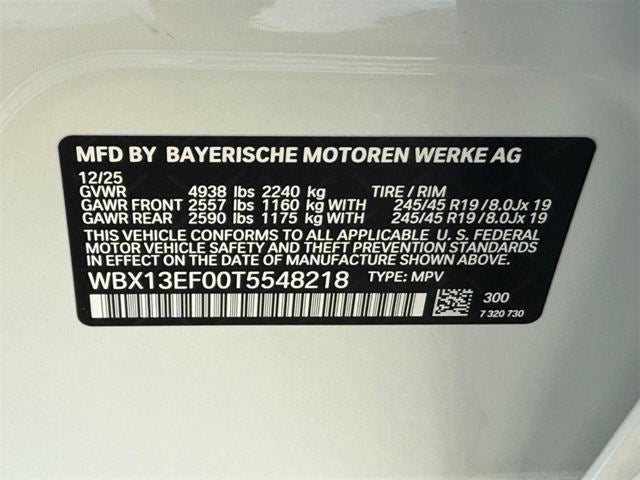 MFD BY BAYERISCHE MOTOREN WERKE AG
12/25
GVWR 4938 lbs 2240 kg TIRE / RIM
GAWR FRONT 2557 lbs 1160 kg WITH 245/45 R19 / 8.0Jx 19
GAWR REAR 2590 lbs 1175 kg WITH 245/45 R19 / 8.0Jx 19
THIS VEHICLE CONFORMS TO ALL APPLICABLE U. S. FEDERAL
MOTOR VEHICLE SAFETY AND THEFT PREVENTION STANDARDS IN
EFFECT ON THE DATE OF MANUFACTURE SHOWN ABOVE.
WBX13EF00T5548218 TYPE: MPV
300
7 320 730